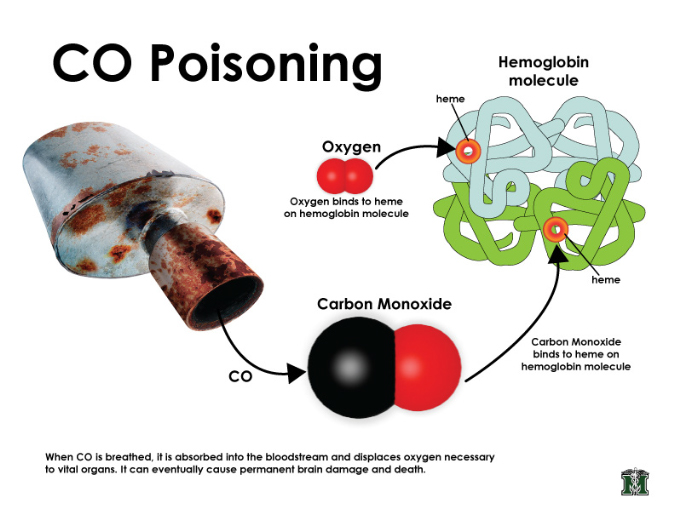 CO Poisoning
Hemoglobin
molecule
heme
Oxygen
Oxygen binds to heme
on hemoglobin molecule
heme
Carbon Monoxide
Carbon Monoxide
binds to heme on
hemoglobin molecule
CO
When CO is breathed, it is absorbed into the bloodstream and displaces oxygen necessary
to vital organs. It can eventually cause permanent brain damage and death.
M